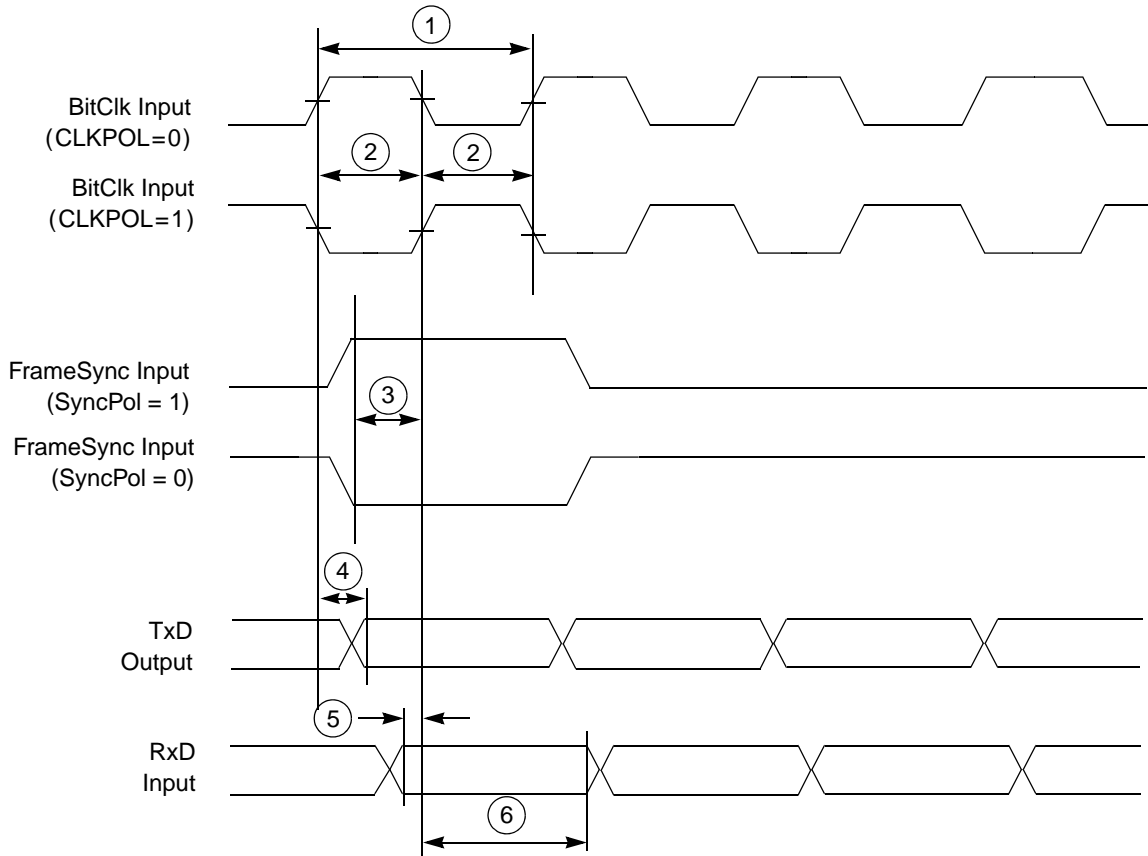 1
BitClk Input
(CLKPOL=0)
2
2
BitClk Input
(CLKPOL=1)
FrameSync Input
(SyncPol = 1)
3
FrameSync Input
(SyncPol = 0)
4
TxD
Output
5
RxD
Input
6